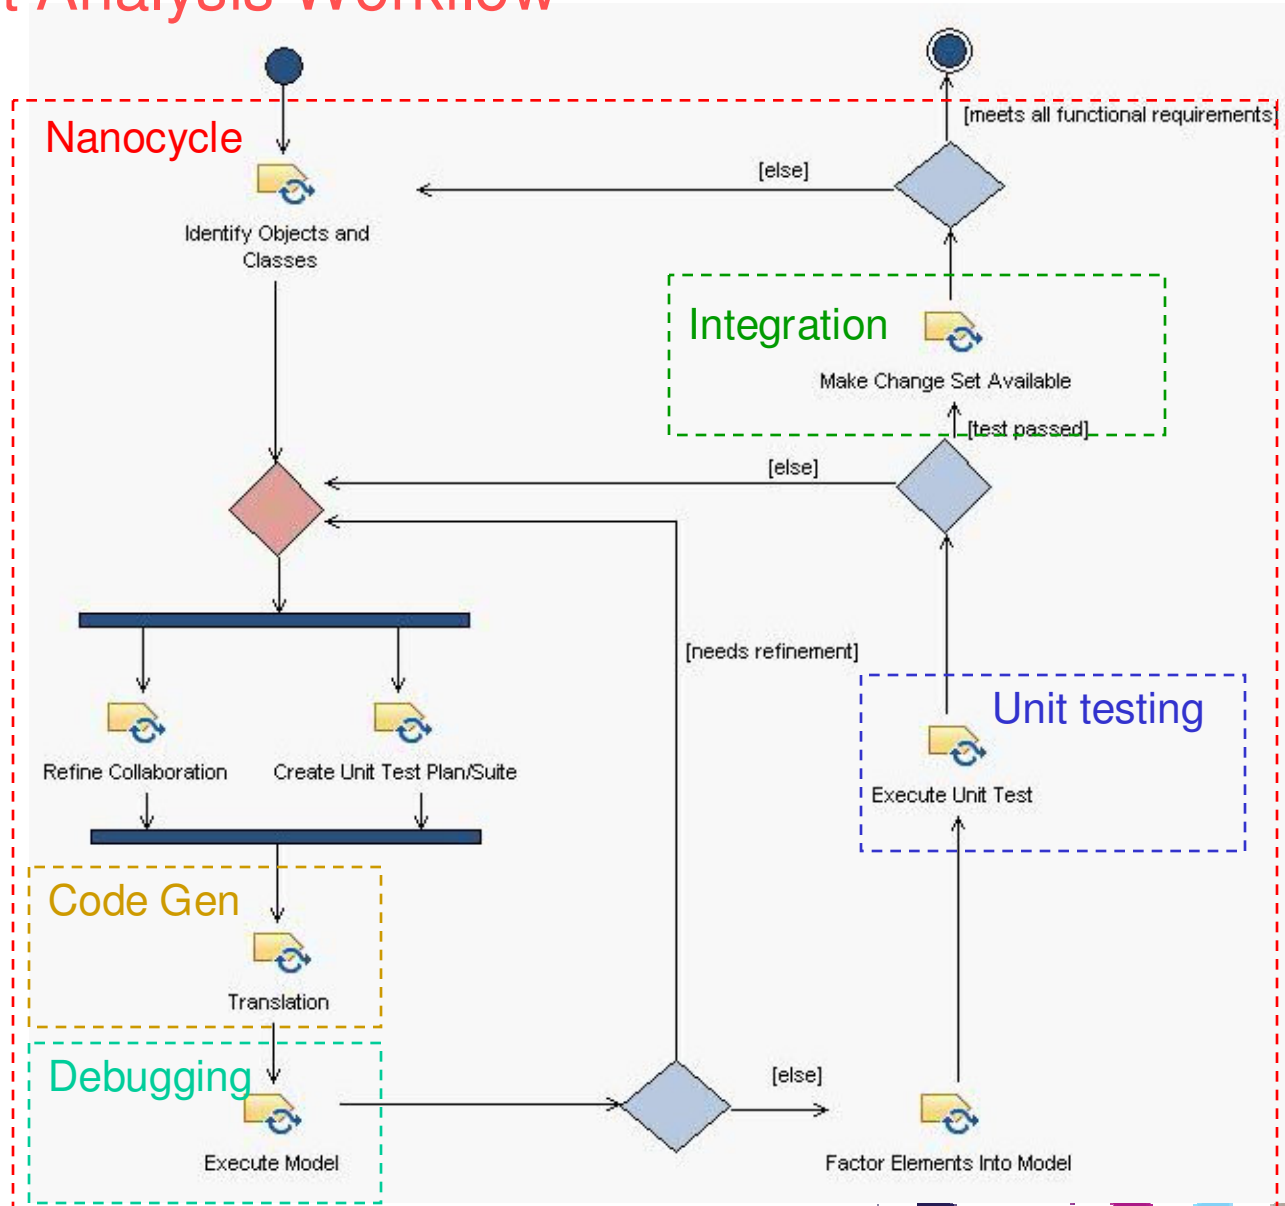 t Analysis Workflow
Nanocycle
[meets all functional requirements]
[else]
Identify Objects and
Classes
Integration
Make Change Set Available
[test passed]
[else]
[needs refinement]
Unit testing
Refine Collaboration
Create Unit Test Plan/Suite
Execute Unit Test
Code Gen
Translation
Debugging
[else]
Execute Model
Factor Elements Into Model